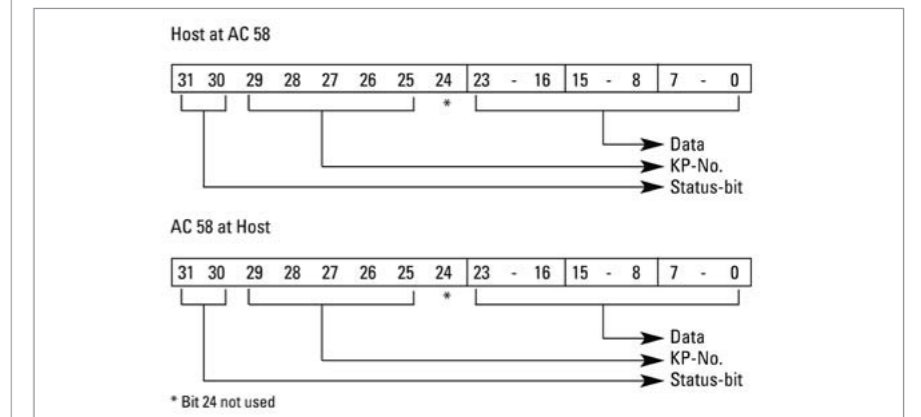 Host at AC 58
31 30 29 28 27 26 25 24 23 - 16 15 - 8 7 - 0
*
Data
KP-No.
Status-bit
AC 58 at Host
31 30 29 28 27 26 25 24 23 - 16 15 - 8 7 - 0
*
Data
KP-No.
Status-bit
* Bit 24 not used